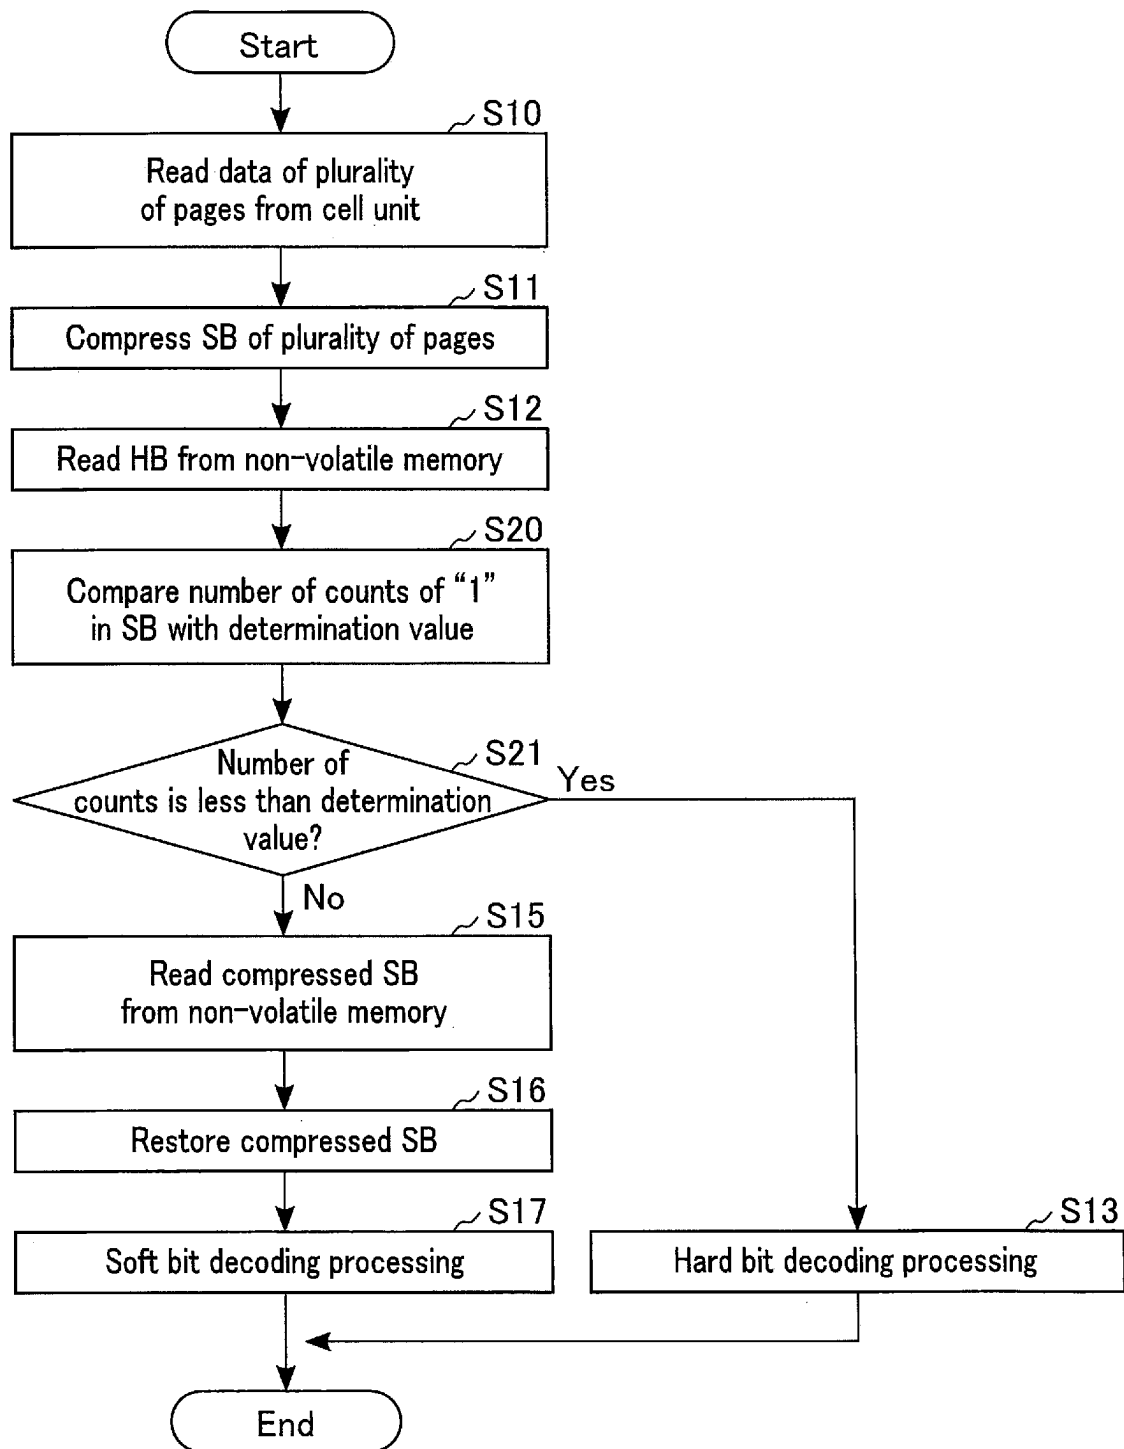 Start
S10
Read data of plurality
of pages from cell unit
S11
Compress SB of plurality of pages
S12
Read HB from non-volatile memory
S20
Compare number of counts of “1”
in SB with determination value
S21
Number of
counts is less than determination
value?
Yes
No
S15
Read compressed SB
from non-volatile memory
S16
Restore compressed SB
S17
Soft bit decoding processing
S13
Hard bit decoding processing
End